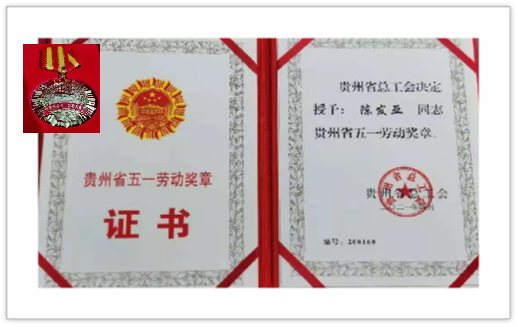 贵州省五一劳动奖章
证书
贵州省总工会决定
授予：陈发亚 同志
贵州省五一劳动奖章。
贵州省总工会
编号：200160